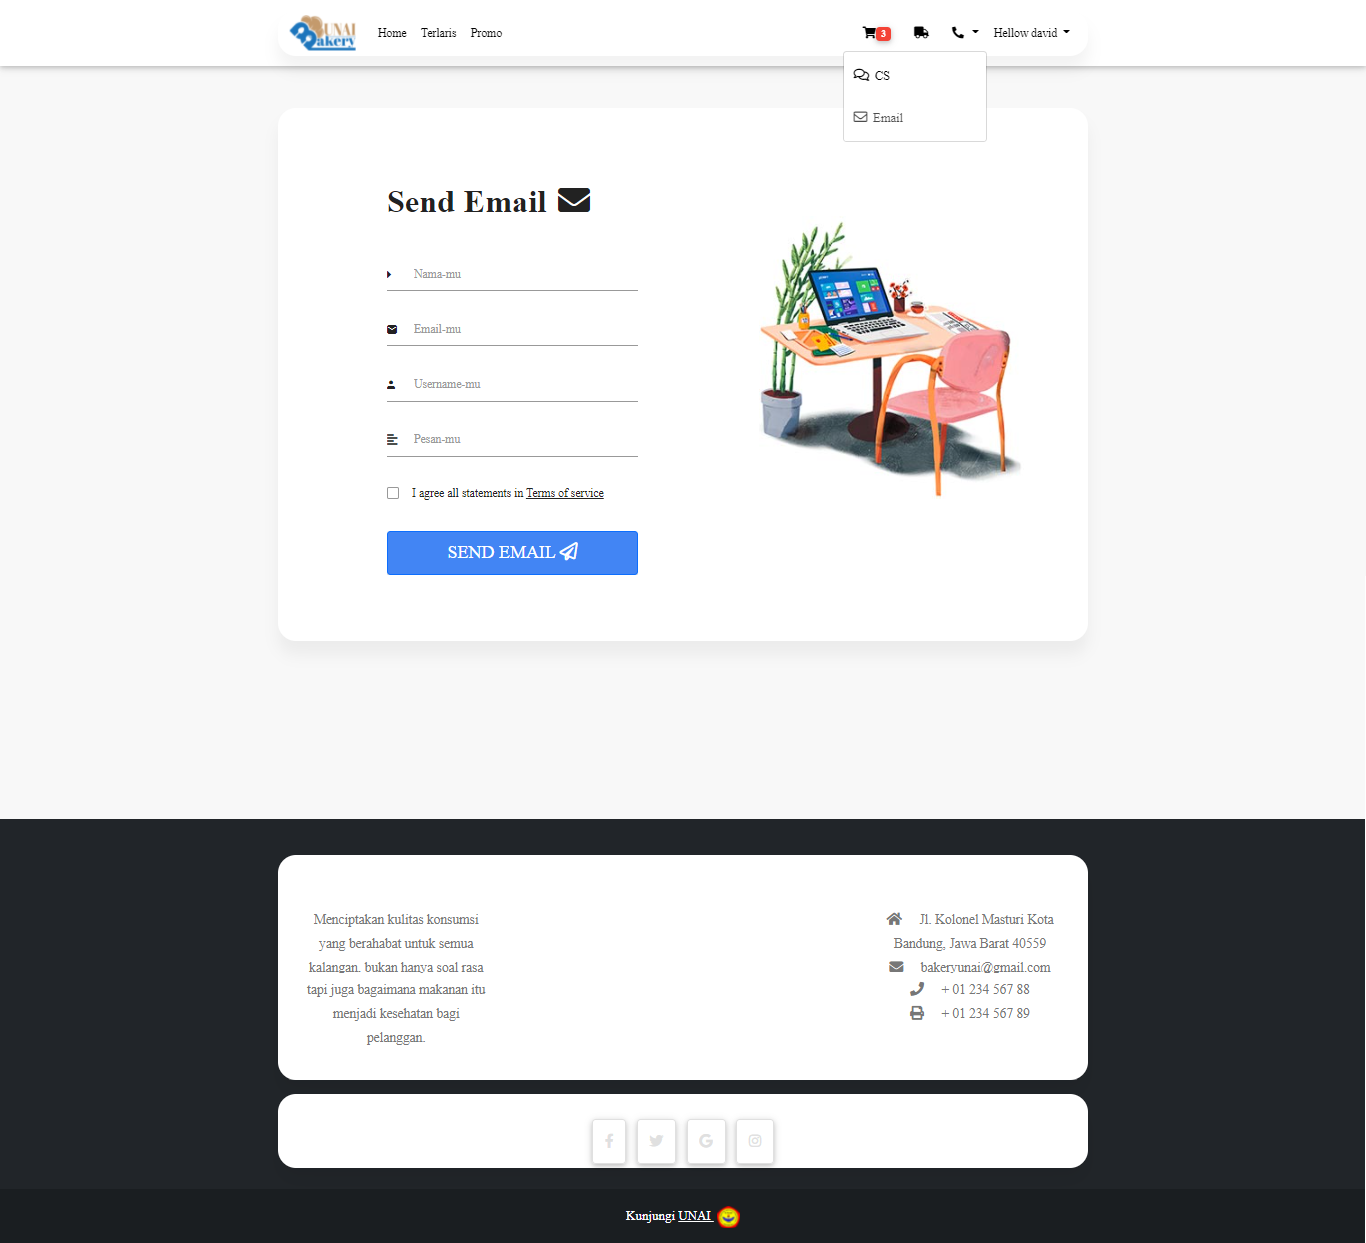 UNAI
Bakery
Home
Terlaris
Promo
3
Hellow david
CS
Email
Send Email
Nama-mu
Email-mu
Username-mu
Pesan-mu
I agree all statements in Terms of service
SEND EMAIL
Menciptakan kulitas konsumsi
yang berahabat untuk semua
kalangan. bukan hanya soal rasa
tapi juga bagaimana makanan itu
menjadi kesehatan bagi
pelanggan.
Jl. Kolonel Masturi Kota
Bandung, Jawa Barat 40559
bakeryunai@gmail.com
+ 01 234 567 88
+ 01 234 567 89
Kunjungi UNAI